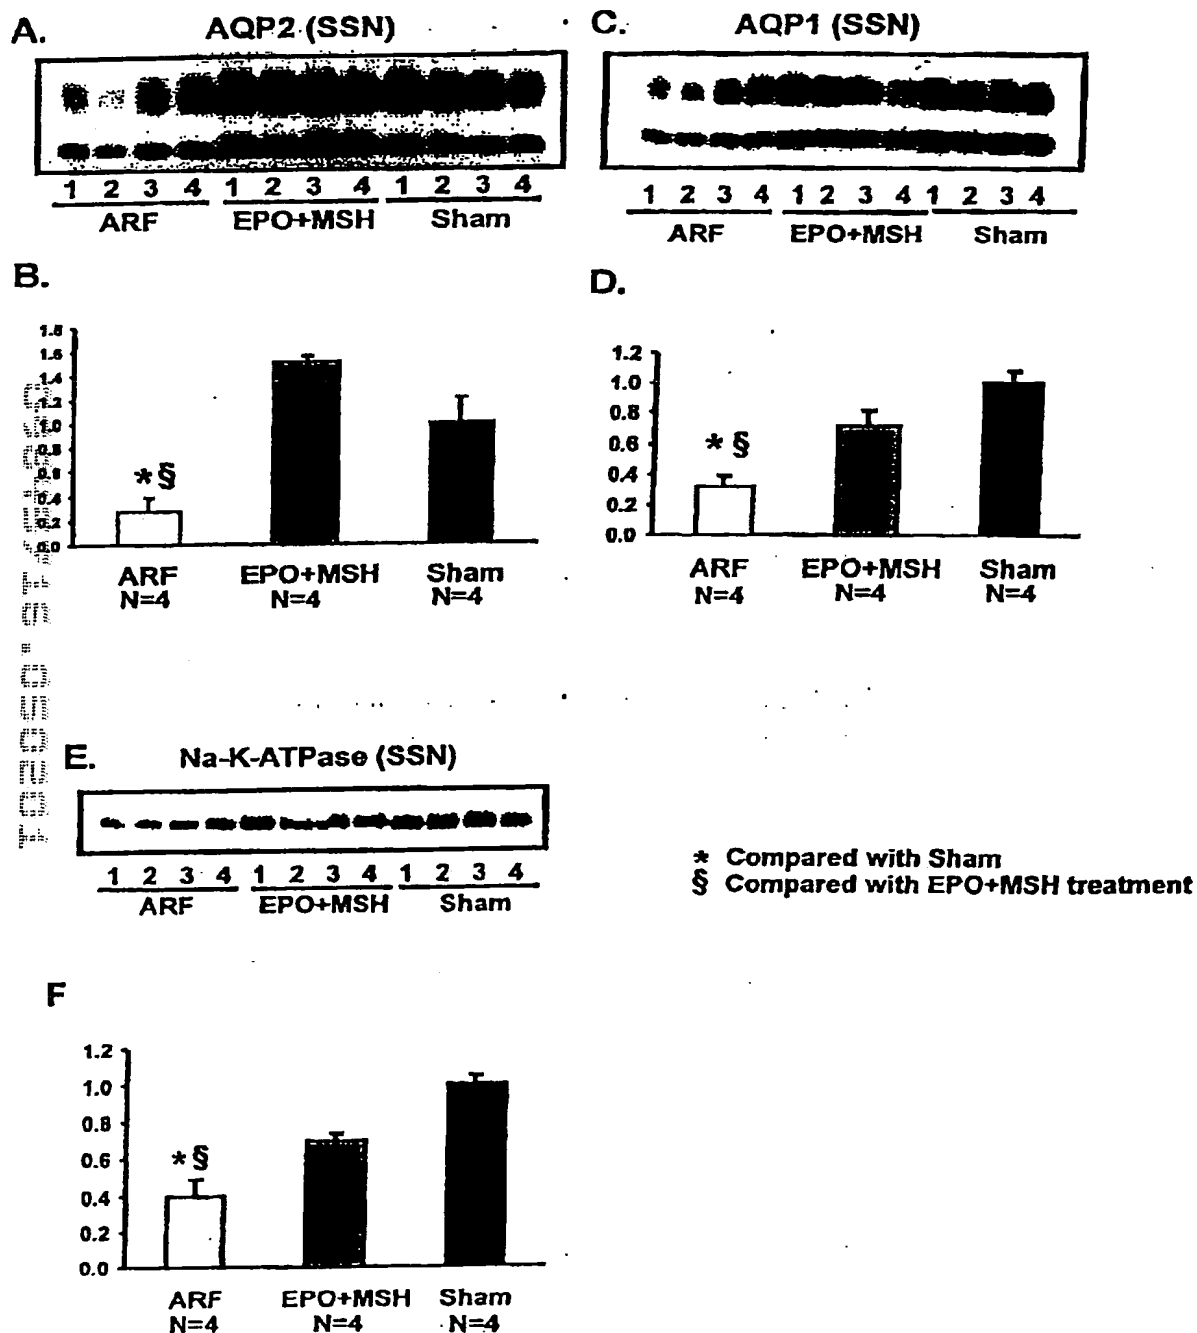 A. AQP2 (SSN)
1 2 3 4 1 2 3 4 1 2 3 4
ARF EPO+MSH Sham
C. AQP1 (SSN)
1 2 3 4 1 2 3 4 1 2 3 4
ARF EPO+MSH Sham
B.
1.8
1.6
1.4
1.2
1.0
0.8
0.6
0.4
0.2
0.0
* §
ARF EPO+MSH Sham
N=4 N=4 N=4
D.
1.2
1.0
0.8
0.6
0.4
0.2
0.0
* §
ARF EPO+MSH Sham
N=4 N=4 N=4
E. Na-K-ATPase (SSN)
1 2 3 4 1 2 3 4 1 2 3 4
ARF EPO+MSH Sham
* Compared with Sham
§ Compared with EPO+MSH treatment
F
1.2
1.0
0.8
0.6
0.4
0.2
0.0
* §
ARF EPO+MSH Sham
N=4 N=4 N=4